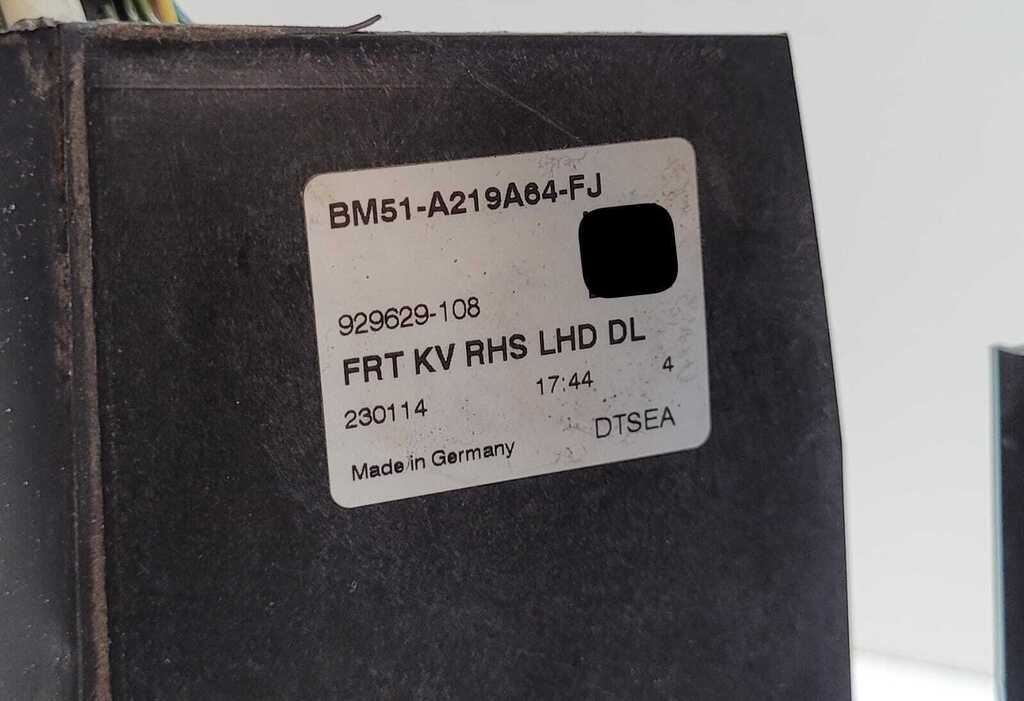 BM51-A219A64-FJ
929629-108
FRT KV RHS LHD DL
230114 17:44 4
Made in Germany DTSEA